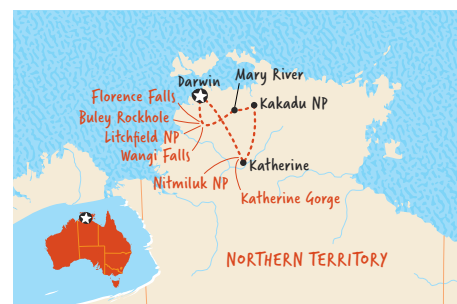 Darwin
Mary River
Florence Falls
Kakadu NP
Buley Rockhole
Litchfield NP
Wangi Falls
Katherine
Nitmiluk NP
Katherine Gorge
NORTHERN TERRITORY